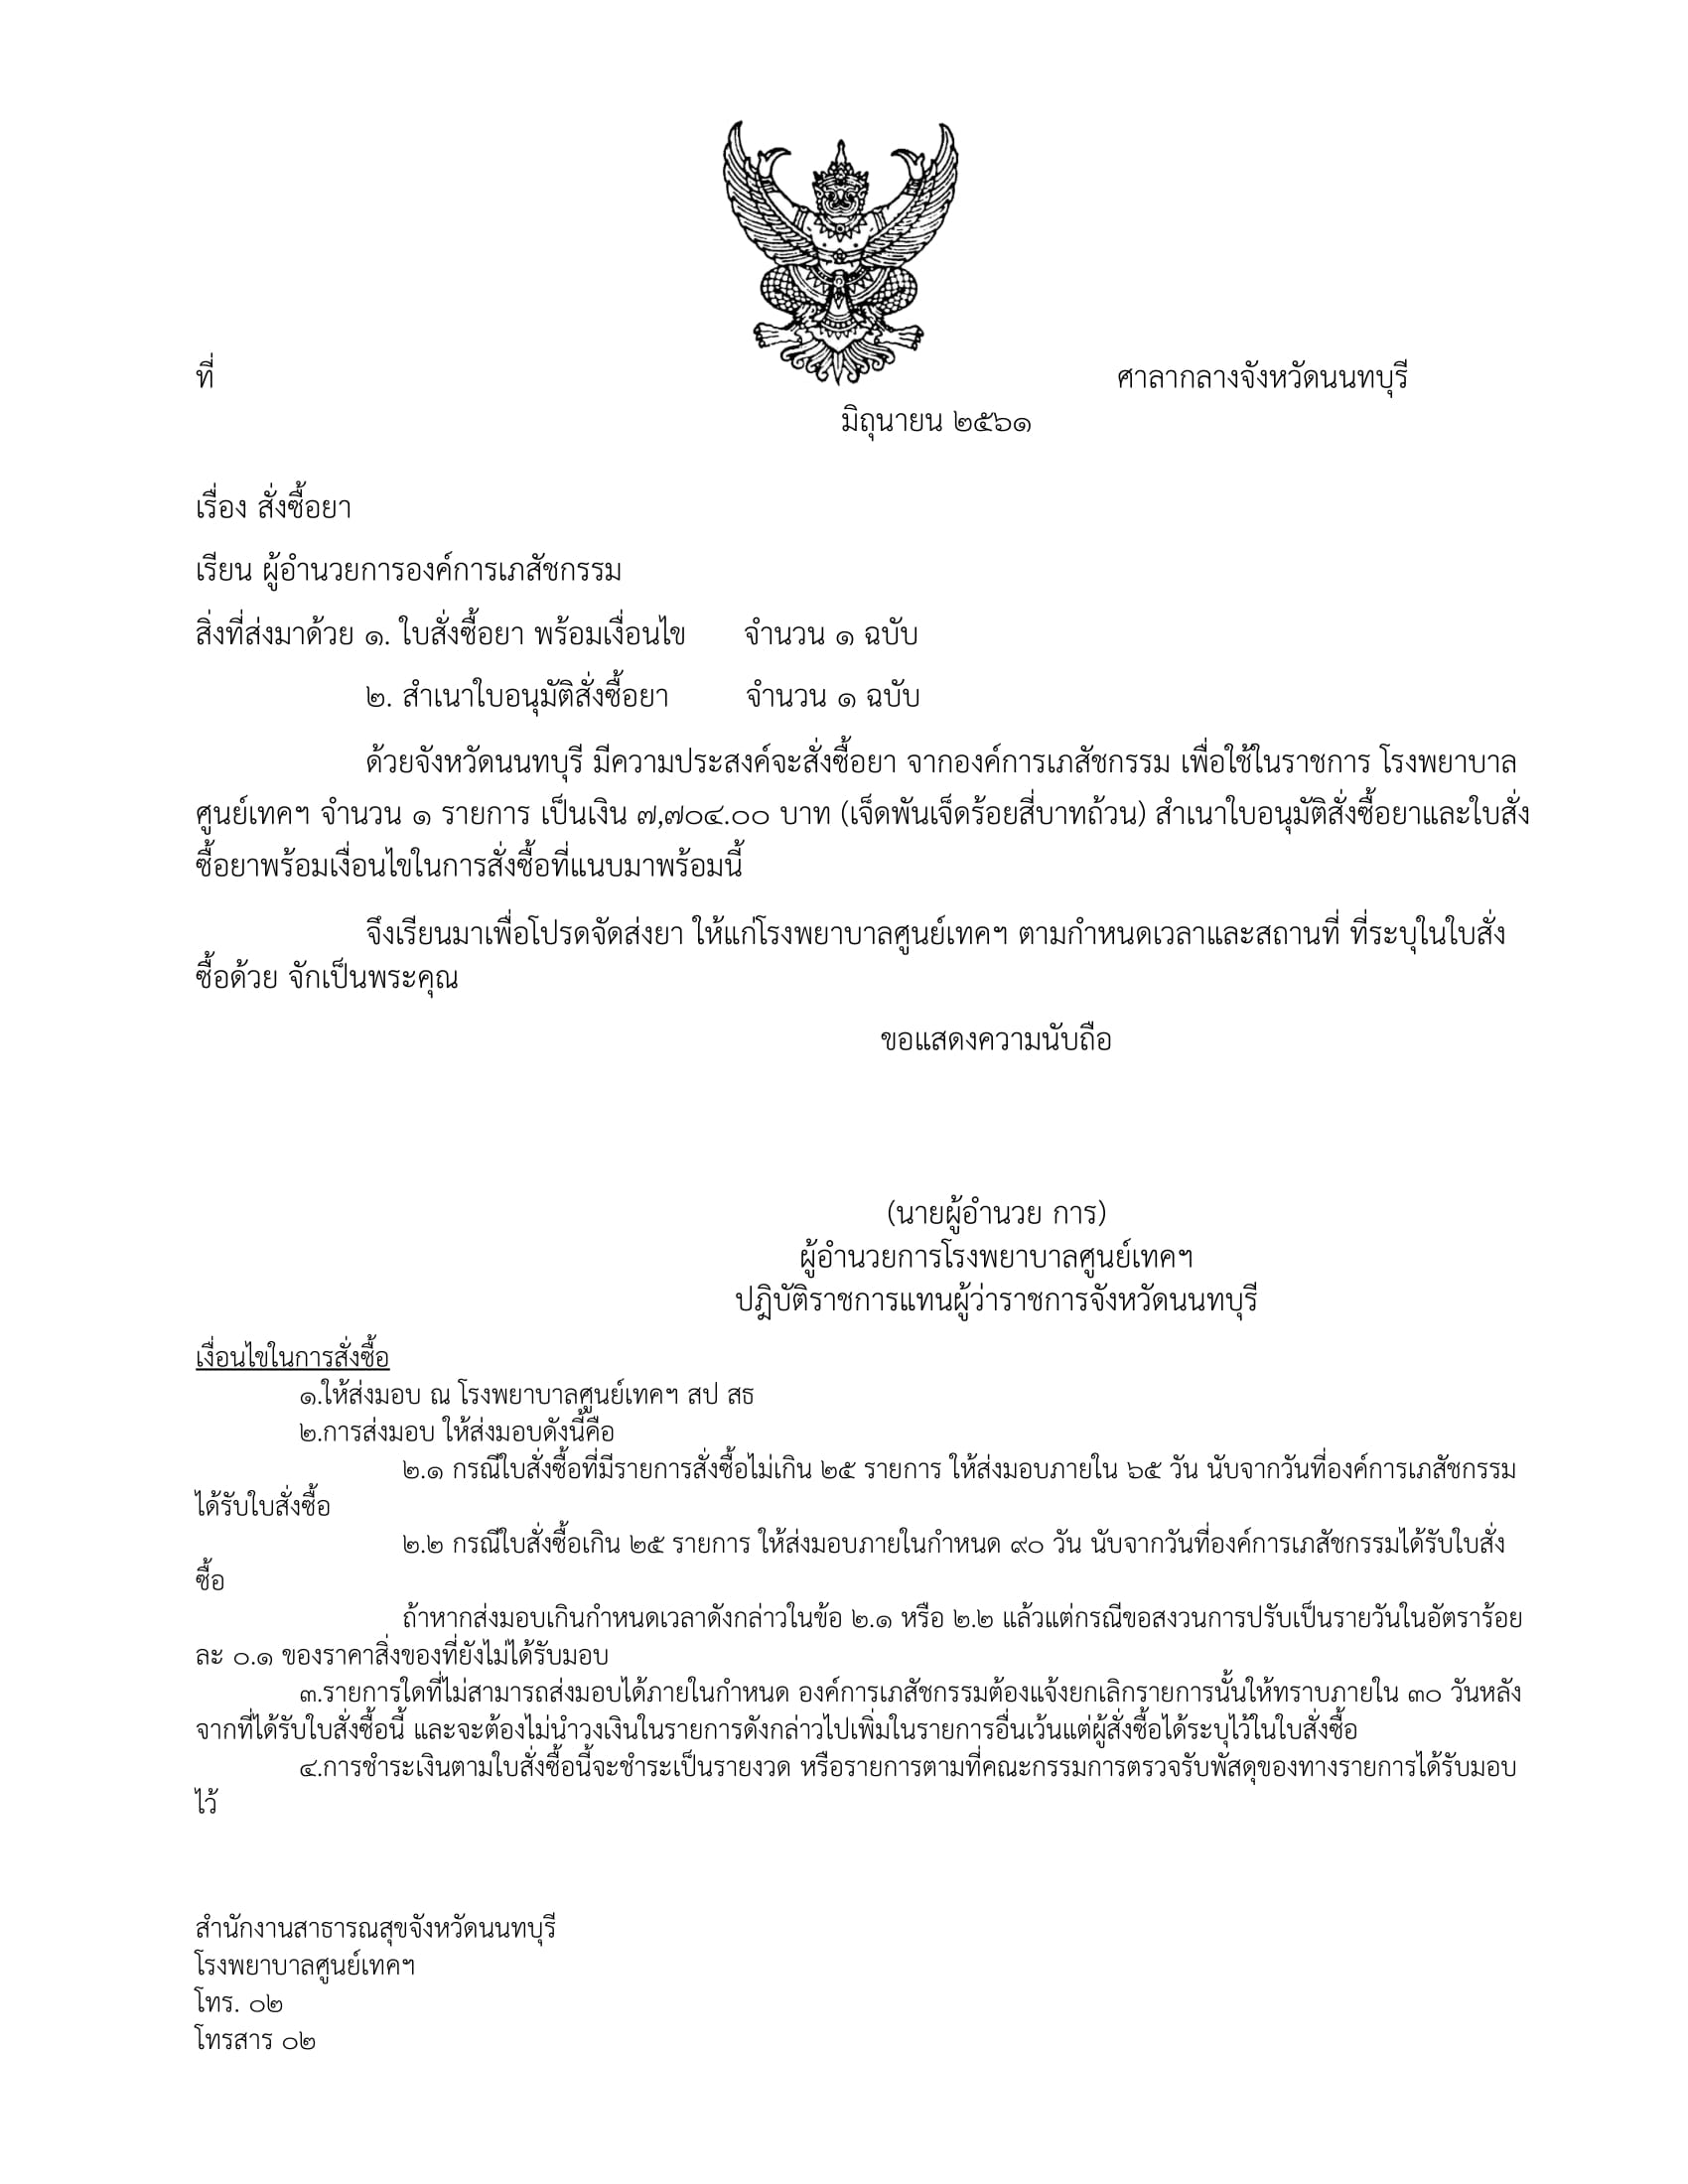 ที่ ศาลากลางจังหวัดนนทบุรี
มิถุนายน ๒๕๖๑
เรื่อง สั่งซื้อยา
เรียน ผู้อำนวยการองค์การเภสัชกรรม
สิ่งที่ส่งมาด้วย ๑. ใบสั่งซื้อยา พร้อมเงื่อนไข จำนวน ๑ ฉบับ
๒. สำเนาใบอนุมัติสั่งซื้อยา จำนวน ๑ ฉบับ
ด้วยจังหวัดนนทบุรี มีความประสงค์จะสั่งซื้อยา จากองค์การเภสัชกรรม เพื่อใช้ในราชการ โรงพยาบาล
ศูนย์เทคฯ จำนวน ๑ รายการ เป็นเงิน ๗,๗๐๔.๐๐ บาท (เจ็ดพันเจ็ดร้อยสี่บาทถ้วน) สำเนาใบอนุมัติสั่งซื้อยาและใบสั่ง
ซื้อยาพร้อมเงื่อนไขในการสั่งซื้อที่แนบมาพร้อมนี้
จึงเรียนมาเพื่อโปรดจัดส่งยา ให้แก่โรงพยาบาลศูนย์เทคฯ ตามกำหนดเวลาและสถานที่ ที่ระบุในใบสั่ง
ซื้อด้วย จักเป็นพระคุณ
ขอแสดงความนับถือ
(นายผู้อำนวย การ)
ผู้อำนวยการโรงพยาบาลศูนย์เทคฯ
ปฎิบัติราชการแทนผู้ว่าราชการจังหวัดนนทบุรี
เงื่อนไขในการสั่งซื้อ
๑.ให้ส่งมอบ ณ โรงพยาบาลศูนย์เทคฯ สป สธ
๒.การส่งมอบ ให้ส่งมอบดังนี้คือ
๒.๑ กรณีใบสั่งซื้อที่มีรายการสั่งซื้อไม่เกิน ๒๕ รายการ ให้ส่งมอบภายใน ๖๕ วัน นับจากวันที่องค์การเภสัชกรรม
ได้รับใบสั่งซื้อ
๒.๒ กรณีใบสั่งซื้อเกิน ๒๕ รายการ ให้ส่งมอบภายในกำหนด ๙๐ วัน นับจากวันที่องค์การเภสัชกรรมได้รับใบสั่ง
ซื้อ
ถ้าหากส่งมอบเกินกำหนดเวลาดังกล่าวในข้อ ๒.๑ หรือ ๒.๒ แล้วแต่กรณีขอสงวนการปรับเป็นรายวันในอัตราร้อย
ละ ๐.๑ ของราคาสิ่งของที่ยังไม่ได้รับมอบ
๓.รายการใดที่ไม่สามารถส่งมอบได้ภายในกำหนด องค์การเภสัชกรรมต้องแจ้งยกเลิกรายการนั้นให้ทราบภายใน ๓๐ วันหลัง
จากที่ได้รับใบสั่งซื้อนี้ และจะต้องไม่นำวงเงินในรายการดังกล่าวไปเพิ่มในรายการอื่นเว้นแต่ผู้สั่งซื้อได้ระบุไว้ในใบสั่งซื้อ
๔.การชำระเงินตามใบสั่งซื้อนี้จะชำระเป็นรายงวด หรือรายการตามที่คณะกรรมการตรวจรับพัสดุของทางรายการได้รับมอบ
ไว้
สำนักงานสาธารณสุขจังหวัดนนทบุรี
โรงพยาบาลศูนย์เทคฯ
โทร. ๐๒
โทรสาร ๐๒